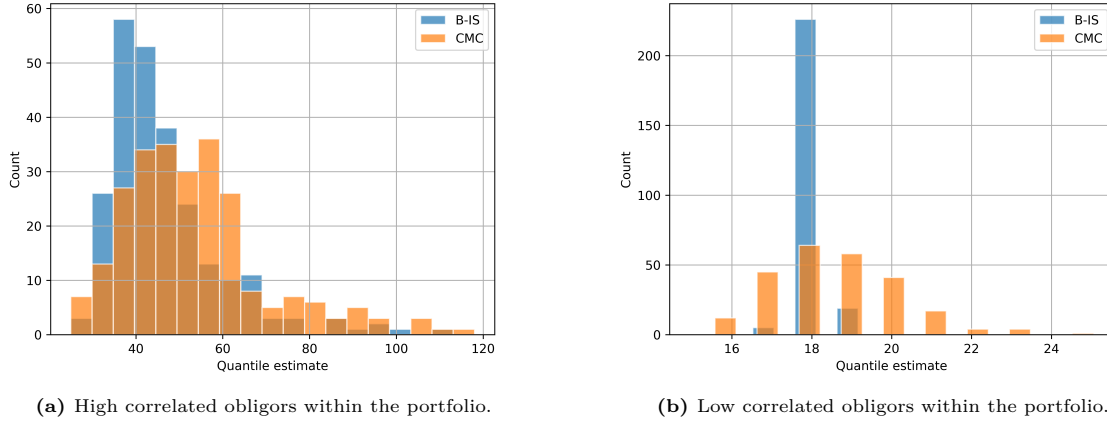 60
50
40
30
20
10
0
Count
40
60
80
100
120
Quantile estimate
B-IS
CMC
(a) High correlated obligors within the portfolio.
200
150
100
50
0
Count
16
18
20
22
24
Quantile estimate
B-IS
CMC
(b) Low correlated obligors within the portfolio.